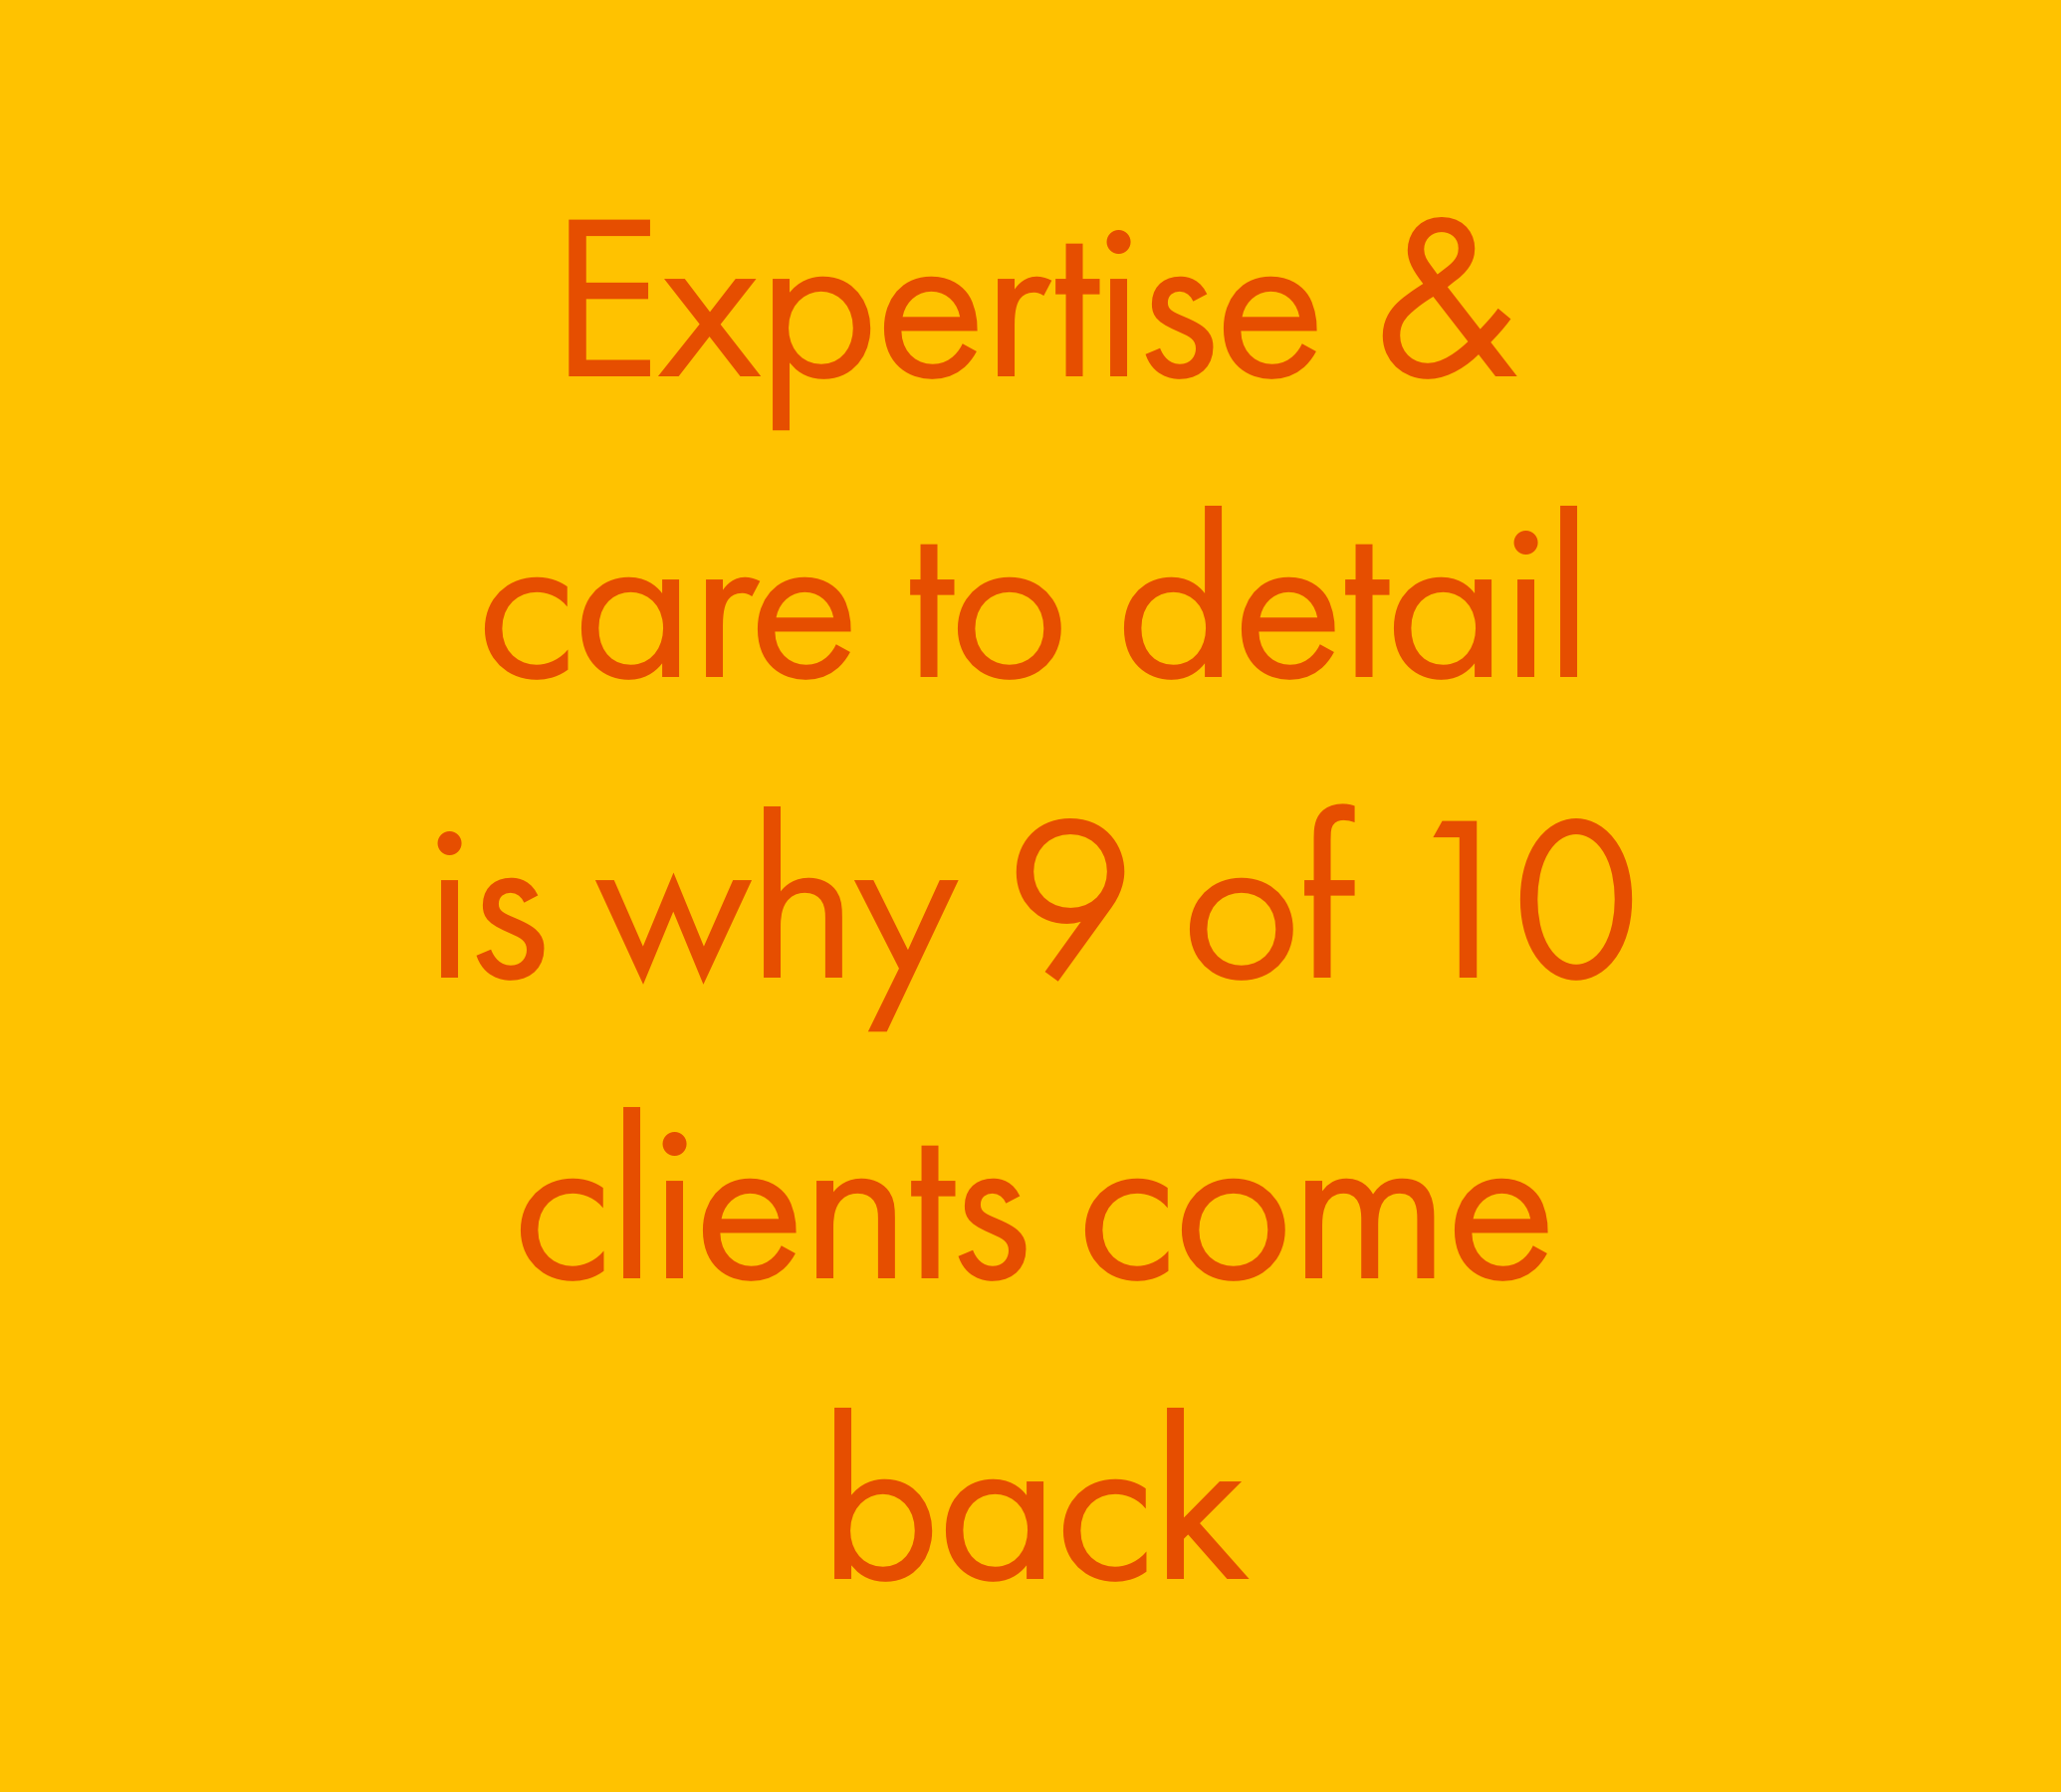 Expertise &
care to detail
is why 9 of 10
clients come
back